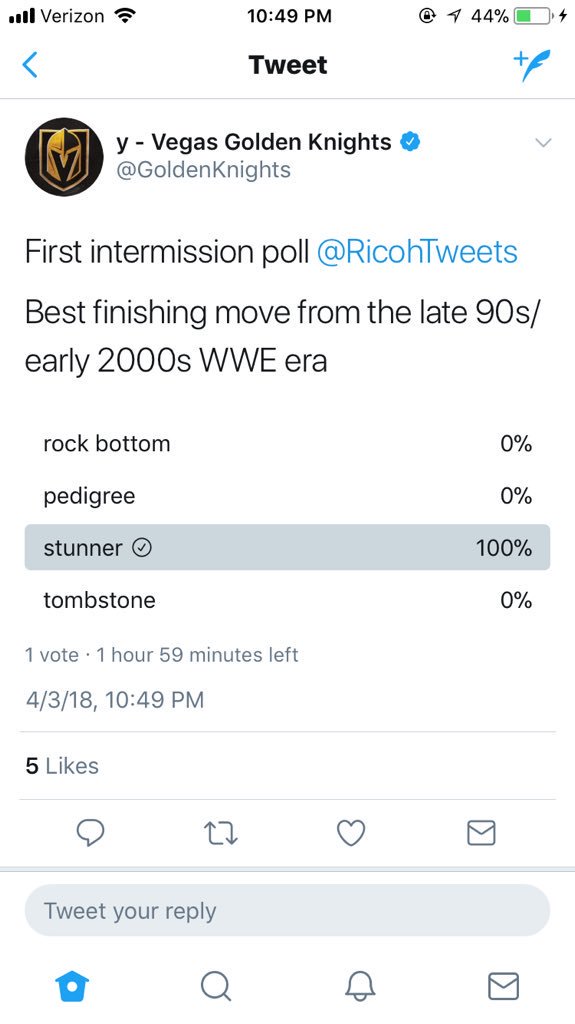 Verizon 10:49 PM 44%
Tweet
y - Vegas Golden Knights
@GoldenKnights
First intermission poll @RicohTweets
Best finishing move from the late 90s/
early 2000s WWE era
rock bottom 0%
pedigree 0%
stunner 100%
tombstone 0%
1 vote · 1 hour 59 minutes left
4/3/18, 10:49 PM
5 Likes
Tweet your reply